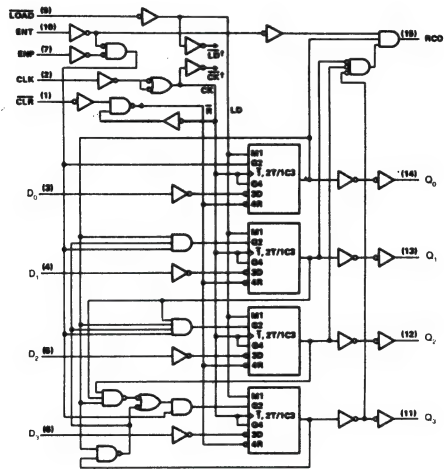 LOAD (9)
ENT (10)
ENP (7)
CLK (2)
CLR (1)
(15) RCO
LD†
CK†
CK
R
LD
M1
G2
T̄, 2T/1C3
G4
3D
4R
D0 (3)
(14) Q0
M1
G2
T̄, 2T/1C3
G4
3D
4R
D1 (4)
(13) Q1
M1
G2
T̄, 2T/1C3
G4
3D
4R
D2 (5)
(12) Q2
M1
G2
T̄, 2T/1C3
G4
3D
4R
D3 (6)
(11) Q3